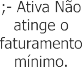 ;- Ativa Não
atinge o
faturamento
mínimo.